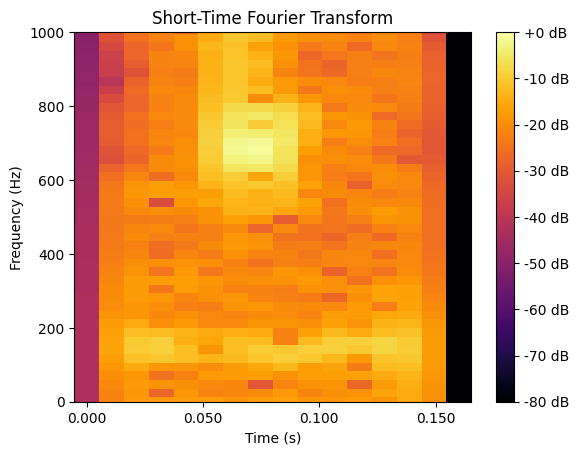 Short-Time Fourier Transform
1000
800
600
400
200
0
Frequency (Hz)
0.000
0.050
0.100
0.150
Time (s)
+0 dB
-10 dB
-20 dB
-30 dB
-40 dB
-50 dB
-60 dB
-70 dB
-80 dB